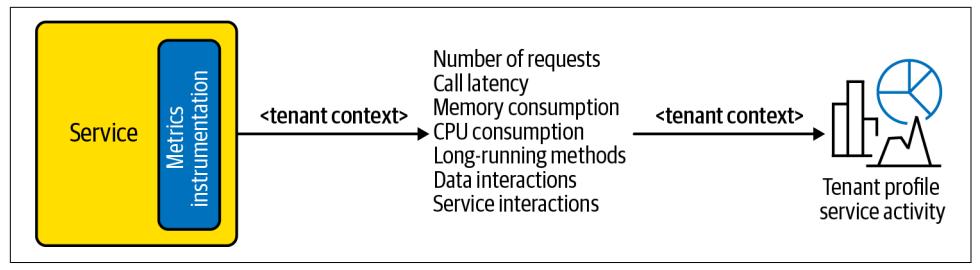 Service
Metrics
instrumentation
<tenant context>
Number of requests
Call latency
Memory consumption
CPU consumption
Long-running methods
Data interactions
Service interactions
<tenant context>
Tenant profile
service activity